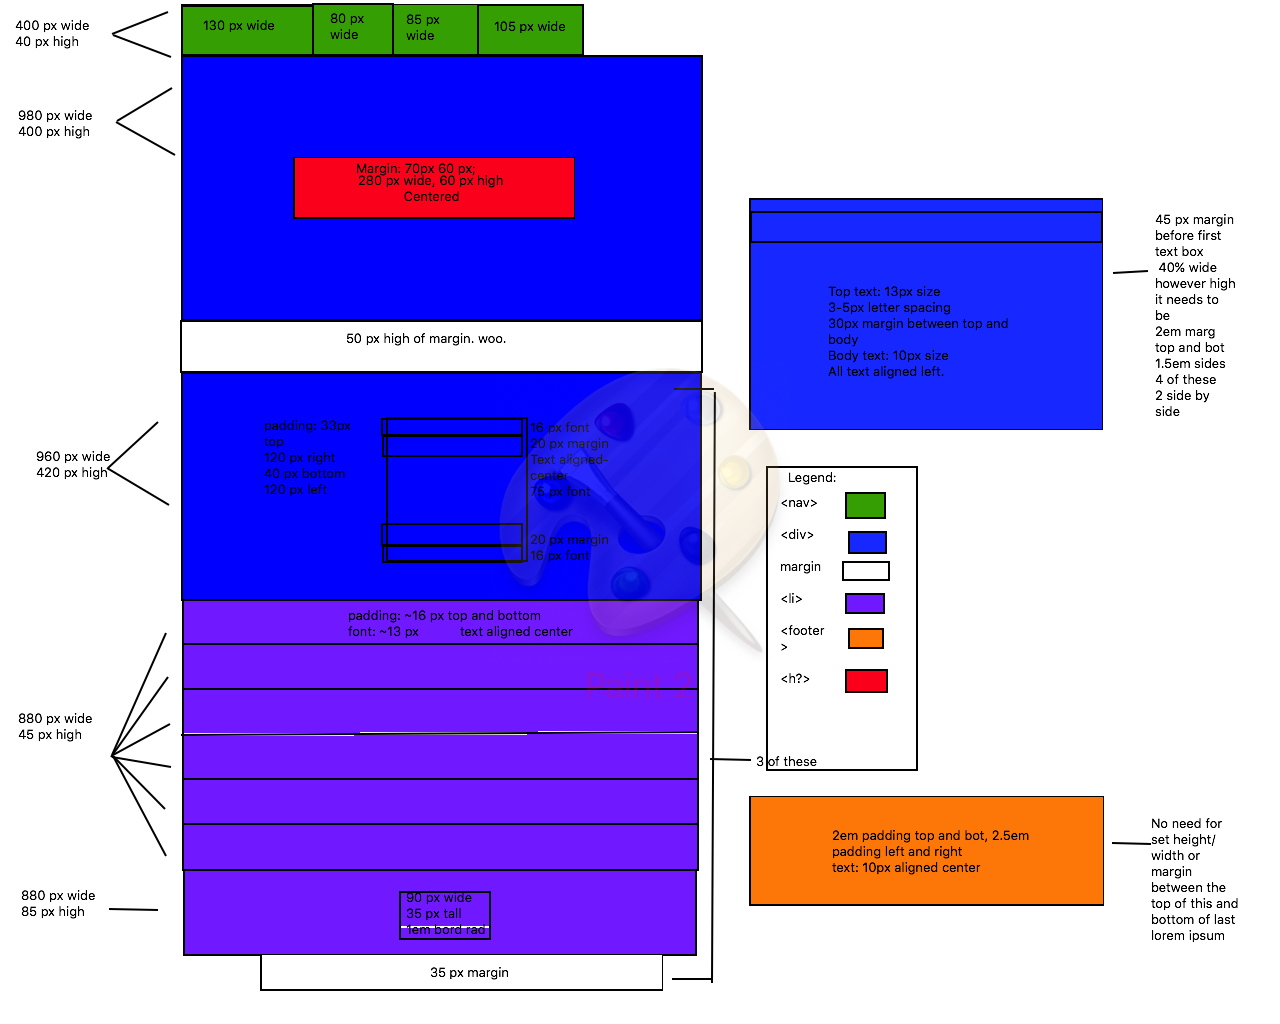 400 px wide
40 px high
130 px wide
80 px
wide
85 px
wide
105 px wide
980 px wide
400 px high
Margin: 70px 60 px;
280 px wide, 60 px high
Centered
50 px high of margin. woo.
45 px margin
before first
text box
40% wide
however high
it needs to
be
2em marg
top and bot
1.5em sides
4 of these
2 side by
side
Top text: 13px size
3-5px letter spacing
30px margin between top and
body
Body text: 10px size
All text aligned left.
960 px wide
420 px high
padding: 33px
top
120 px right
40 px bottom
120 px left
16 px font
20 px margin
Text aligned-
center
75 px font
20 px margin
16 px font
Legend:
<nav>
<div>
margin
<li>
<footer
>
<h?>
padding: ~16 px top and bottom
font: ~13 px text aligned center
Paint 2
880 px wide
45 px high
3 of these
880 px wide
85 px high
90 px wide
35 px tall
1em bord rad
35 px margin
2em padding top and bot, 2.5em
padding left and right
text: 10px aligned center
No need for
set height/
width or
margin
between the
top of this and
bottom of last
lorem ipsum